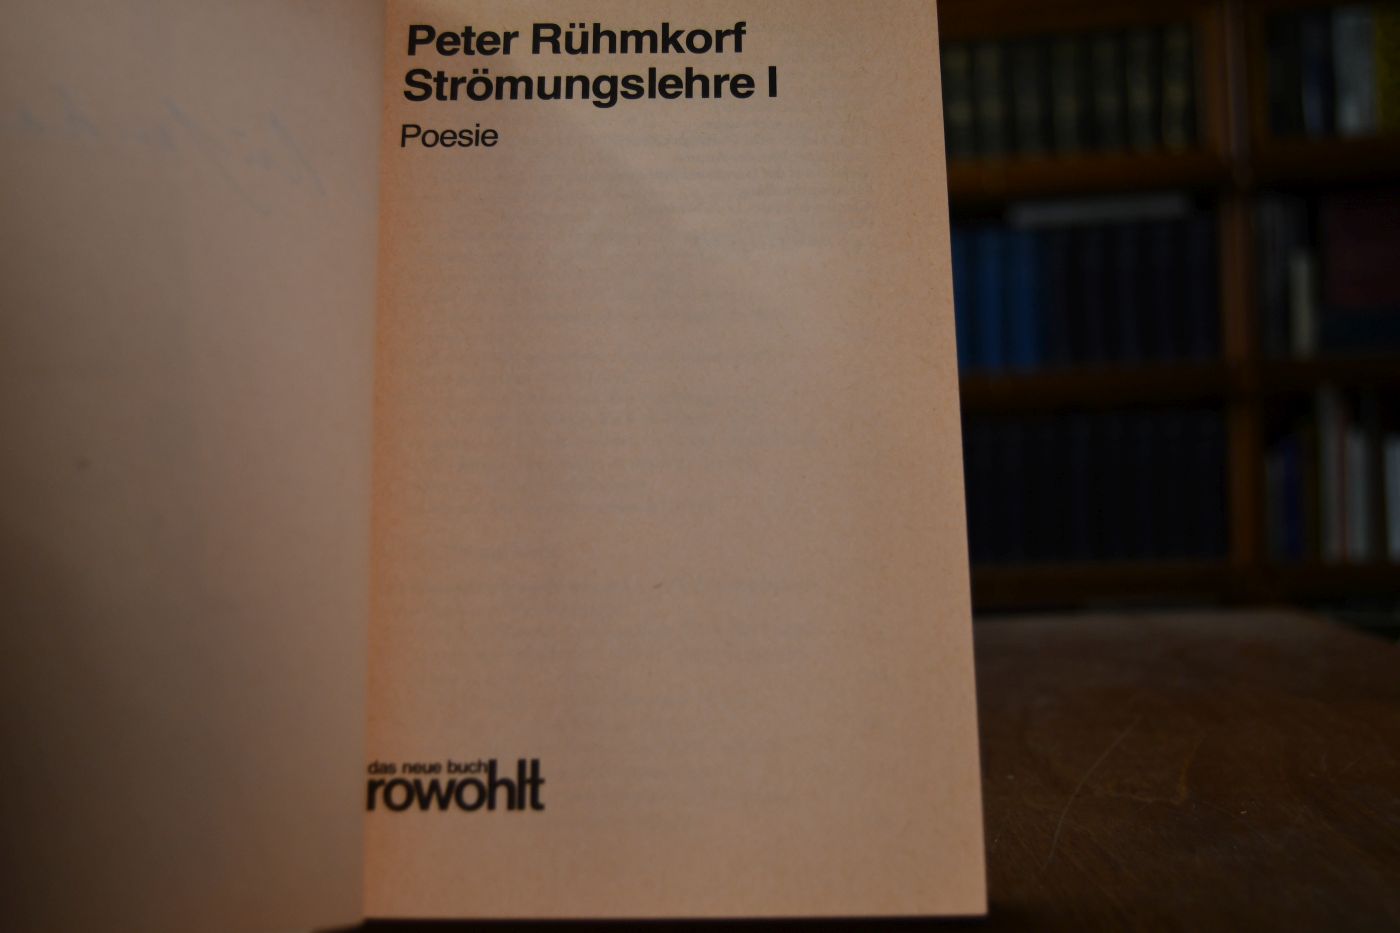 Peter Rühmkorf
Strömungslehre I
Poesie
das neue buch
rowohlt